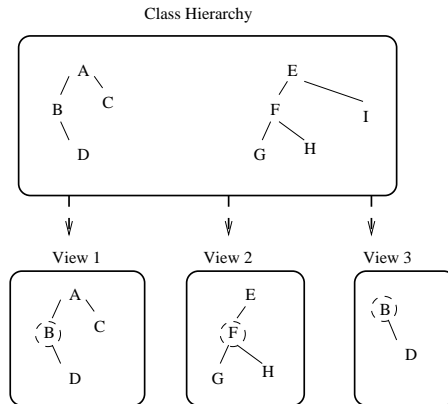 Class Hierarchy
A E
B C F I
D G H
View 1 View 2 View 3
A E B
B C F D
D G H